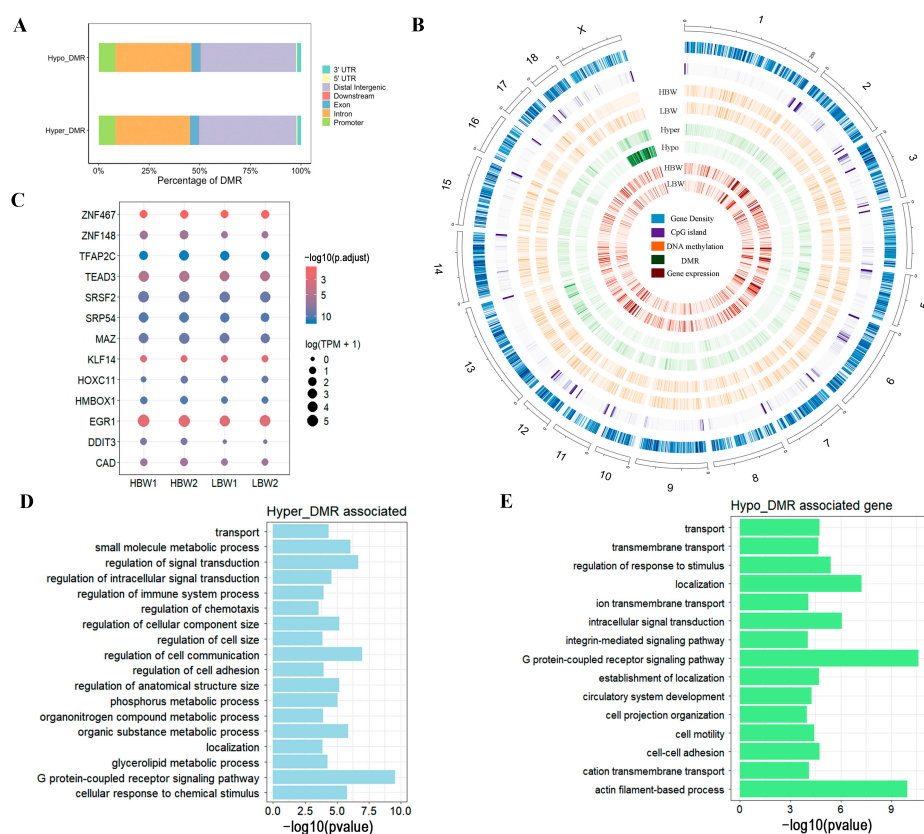 A
Hypo_DMR
Hyper_DMR
0%
25%
50%
75%
100%
Percentage of DMR
3' UTR
5' UTR
Distal Intergenic
Downstream
Exon
Intron
Promoter
B
1
2
3
4
5
6
7
8
9
10
11
12
13
14
15
16
17
18
X
HBW
LBW
Hyper
Hypo
HBW
LBW
Gene Density
CpG island
DNA methylation
DMR
Gene expression
C
ZNF467
ZNF148
TFAP2C
TEAD3
SRSF2
SRP54
MAZ
KLF14
HOXC11
HMBOX1
EGR1
DDIT3
CAD
HBW1
HBW2
LBW1
LBW2
-log10(p.adjust)
3
5
10
log(TPM + 1)
0
1
2
3
4
5
D
Hyper_DMR associated
transport
small molecule metabolic process
regulation of signal transduction
regulation of intracellular signal transduction
regulation of immune system process
regulation of chemotaxis
regulation of cellular component size
regulation of cell size
regulation of cell communication
regulation of cell adhesion
regulation of anatomical structure size
phosphorus metabolic process
organonitrogen compound metabolic process
organic substance metabolic process
localization
glycerolipid metabolic process
G protein-coupled receptor signaling pathway
cellular response to chemical stimulus
0.0
2.5
5.0
7.5
10.0
−log10(pvalue)
E
Hypo_DMR associated gene
transport
transmembrane transport
regulation of response to stimulus
localization
ion transmembrane transport
intracellular signal transduction
integrin-mediated signaling pathway
G protein-coupled receptor signaling pathway
establishment of localization
circulatory system development
cell projection organization
cell motility
cell-cell adhesion
cation transmembrane transport
actin filament-based process
0
3
6
9
−log10(pvalue)